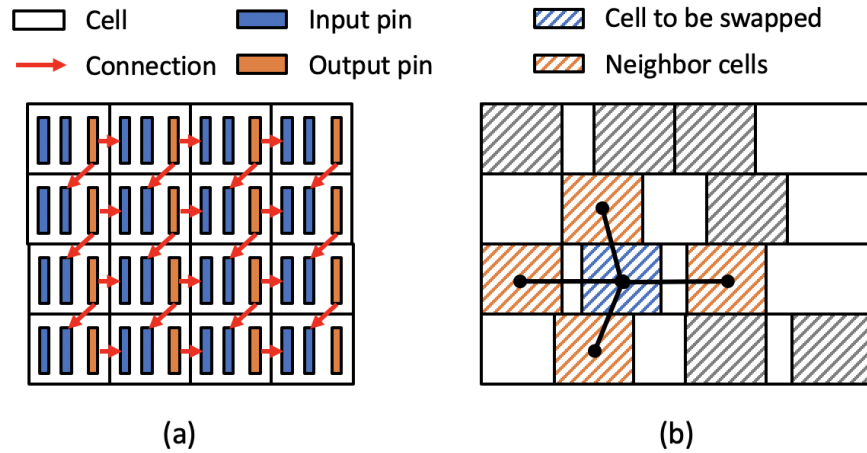 Cell Input pin Cell to be swapped
Connection Output pin Neighbor cells
(a) (b)